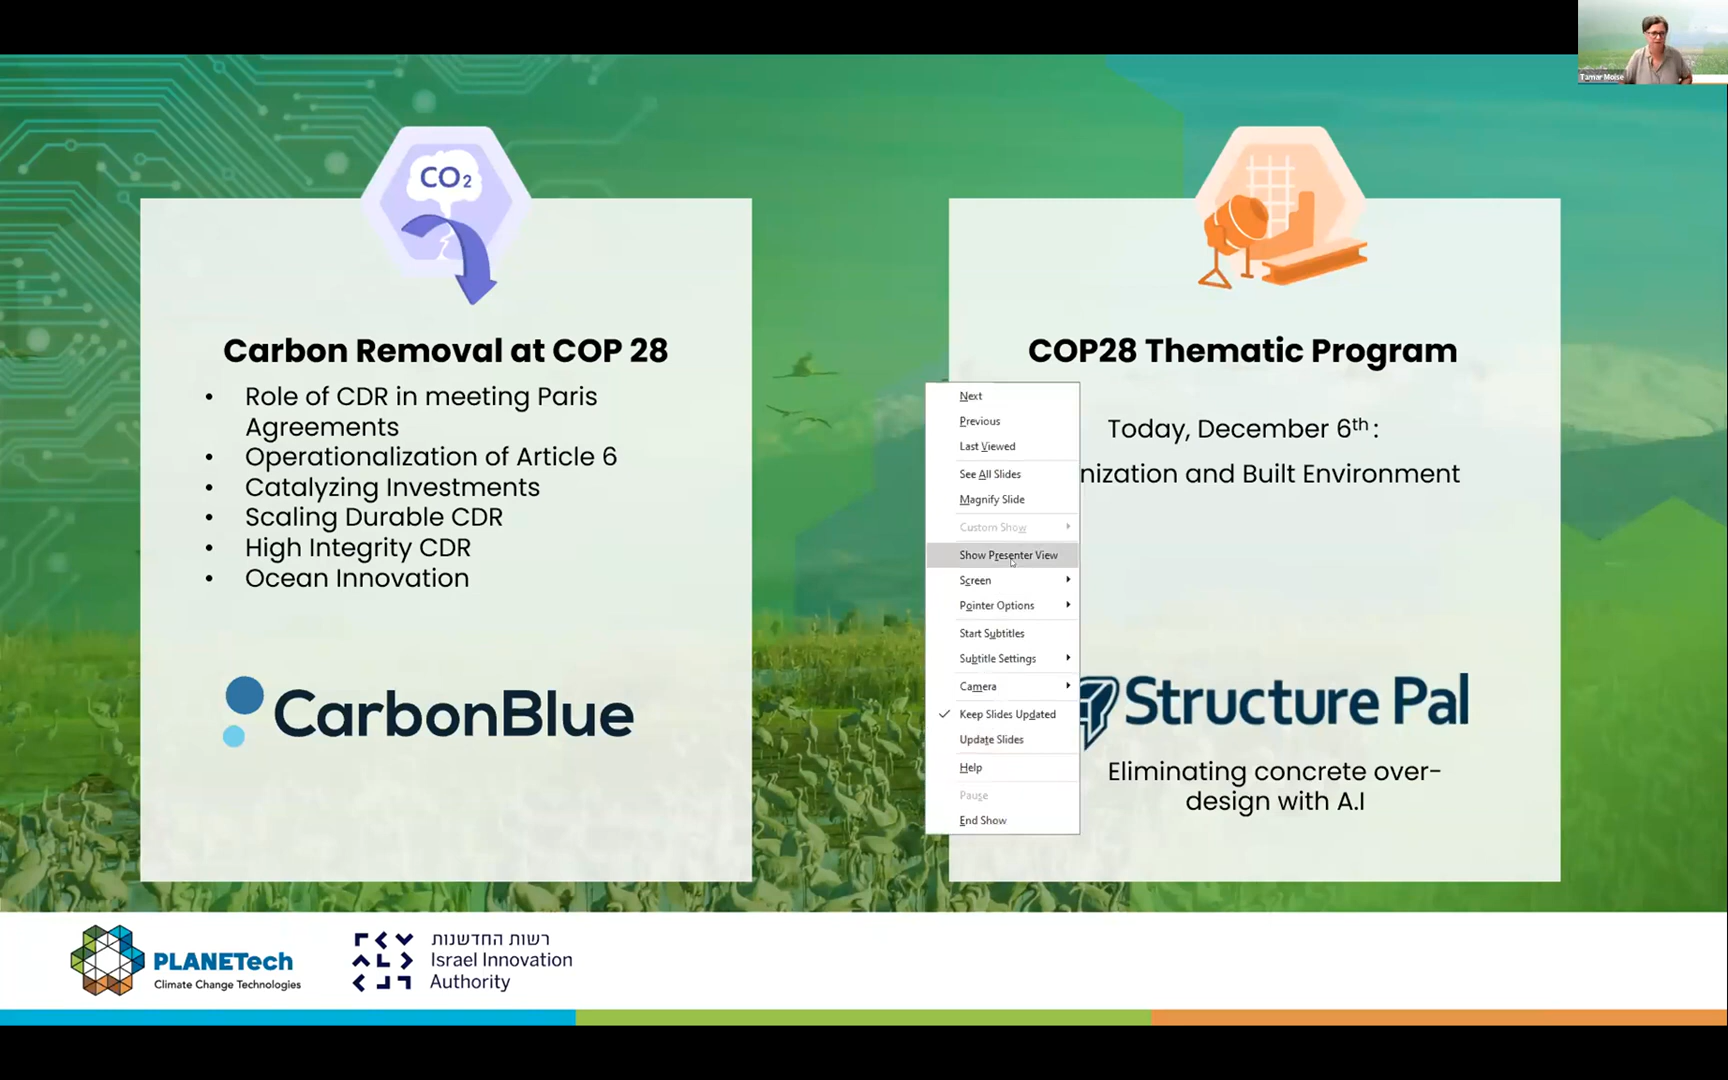 Tamar Moise
CO₂
Carbon Removal at COP 28
• Role of CDR in meeting Paris
Agreements
• Operationalization of Article 6
• Catalyzing Investments
• Scaling Durable CDR
• High Integrity CDR
• Ocean Innovation
CarbonBlue
COP28 Thematic Program
Today, December 6th:
nization and Built Environment
Structure Pal
Eliminating concrete over-
design with A.I
Next
Previous
Last Viewed
See All Slides
Magnify Slide
Custom Show
Show Presenter View
Screen
Pointer Options
Start Subtitles
Subtitle Settings
Camera
Keep Slides Updated
Update Slides
Help
Pause
End Show
PLANETech
Climate Change Technologies
רשות החדשנות
Israel Innovation
Authority